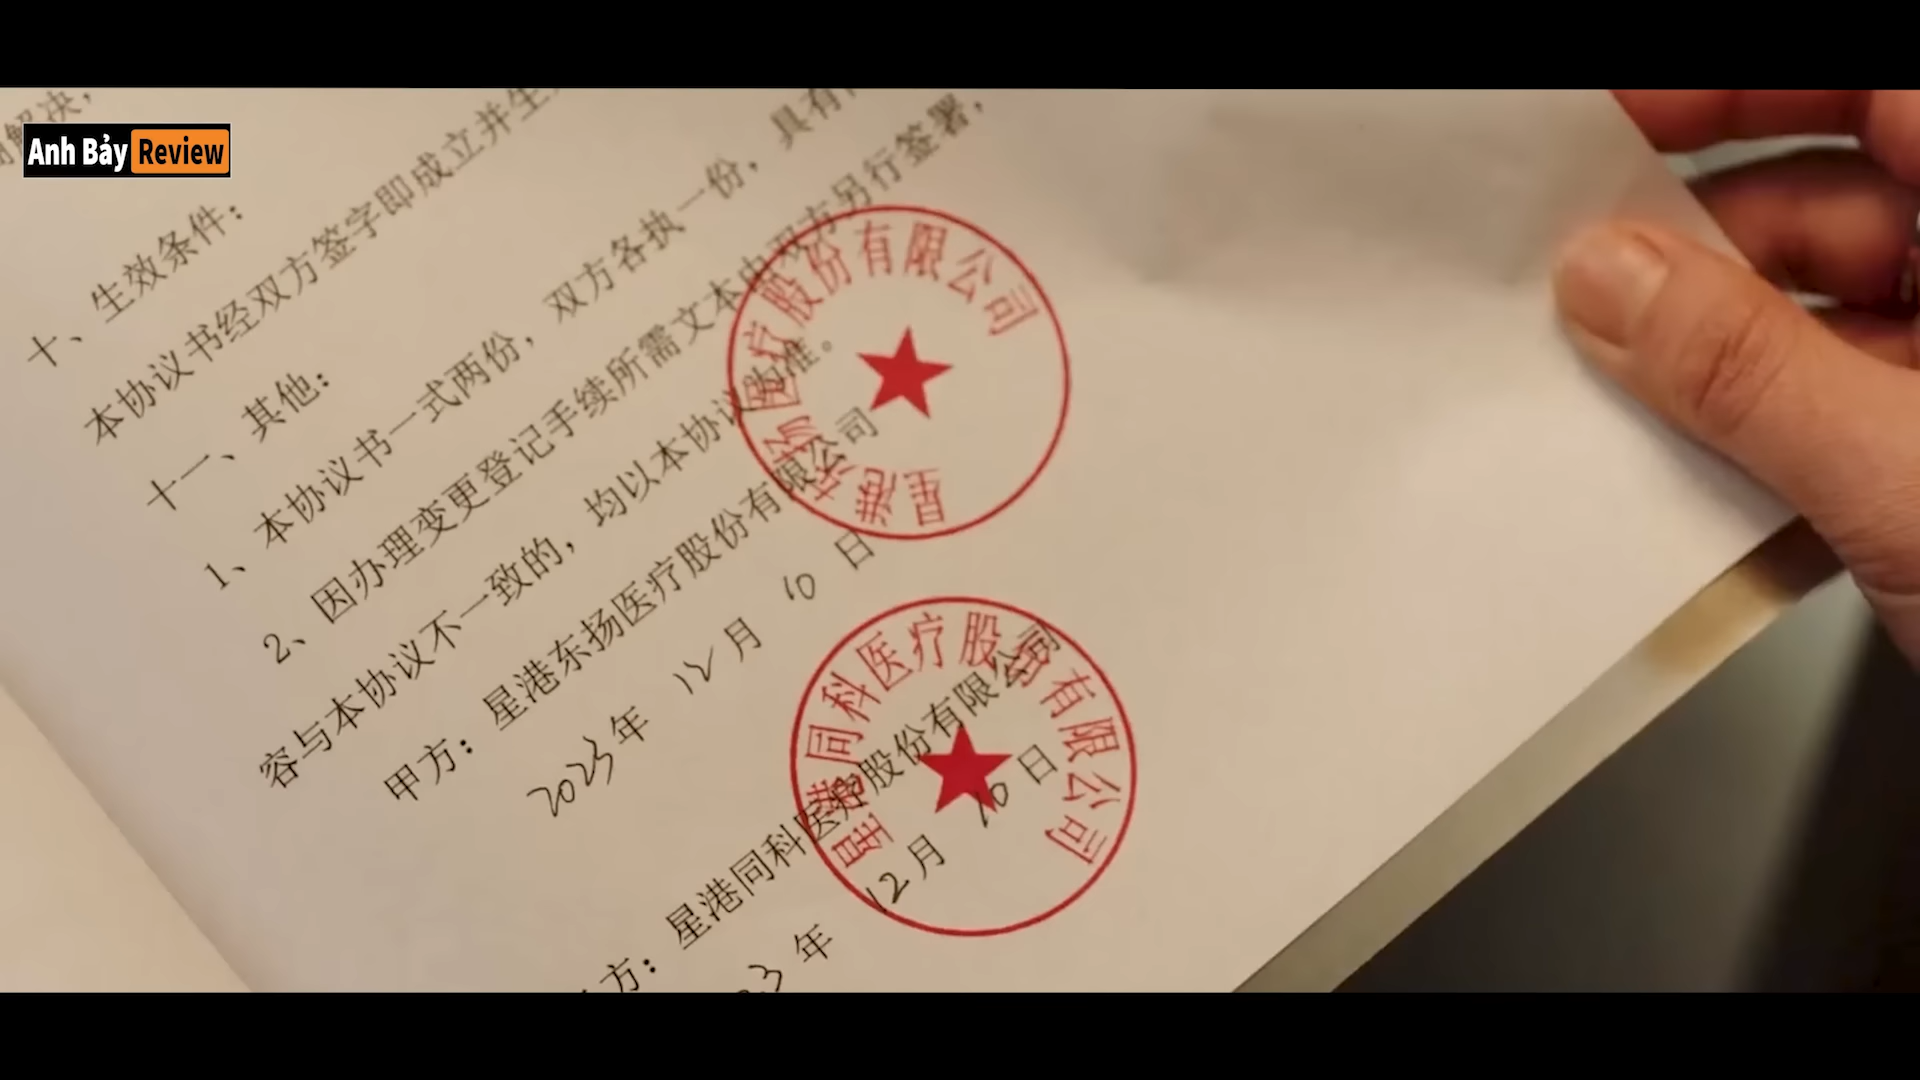 Anh Bảy Review
解决，
十、生效条件：
本协议书经双方签字即成立并生
十一、其他：
1、本协议书一式两份，双方各执一份，具有
2、因办理变更登记手续所需文本由双方另行签署，
容与本协议不一致的，均以本协议为准。
甲方：星港东扬医疗股份有限公司
2023年 12月 10日
星港东扬医疗股份有限公司
方：星港同科医疗股份有限公司
3年 12月 10日
星港同科医疗股份有限公司